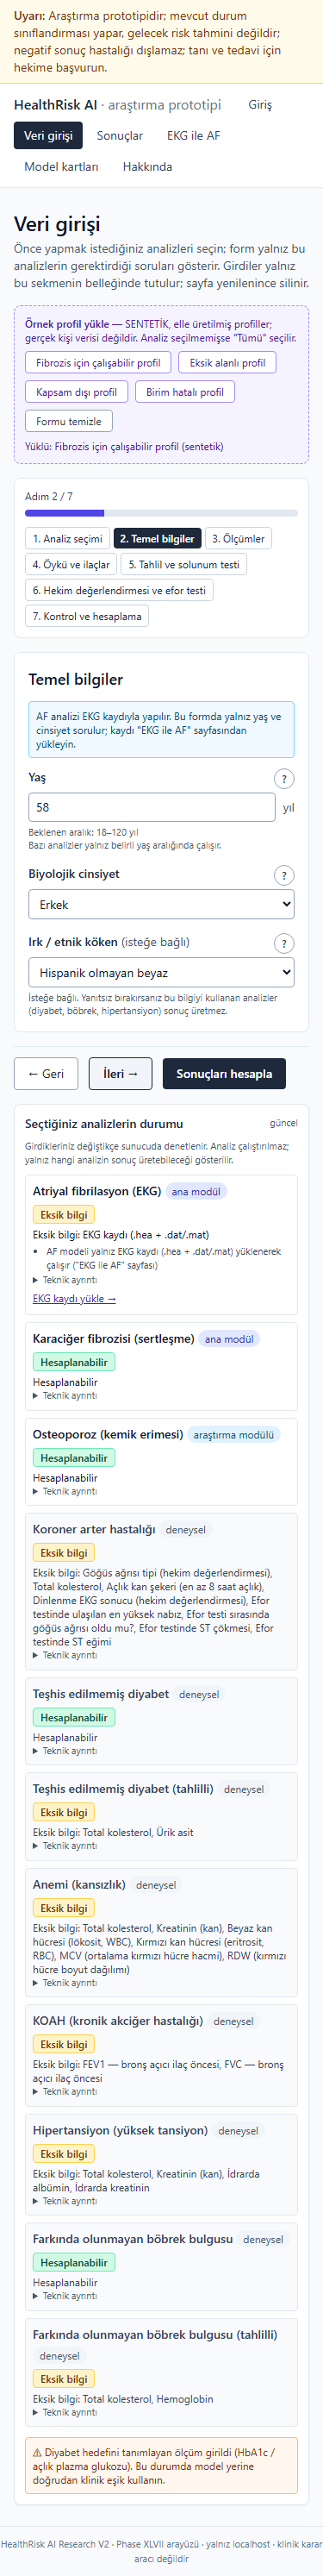 Uyarı: Araştırma prototipidir; mevcut durum
sınıflandırması yapar, gelecek risk tahmini değildir;
negatif sonuç hastalığı dışlamaz; tanı ve tedavi için
hekime başvurun.
HealthRisk AI · araştırma prototipi Giriş
Veri girişi Sonuçlar EKG ile AF
Model kartları Hakkında
Veri girişi
Önce yapmak istediğiniz analizleri seçin; form yalnız bu
analizlerin gerektirdiği soruları gösterir. Girdiler yalnız
bu sekmenin belleğinde tutulur; sayfa yenilenince silinir.
Örnek profil yükle — SENTETİK, elle üretilmiş profiller;
gerçek kişi verisi değildir. Analiz seçilmemişse "Tümü" seçilir.
Fibrozis için çalışabilir profil Eksik alanlı profil
Kapsam dışı profil Birim hatalı profil
Formu temizle
Yüklü: Fibrozis için çalışabilir profil (sentetik)
Adım 2 / 7
1. Analiz seçimi 2. Temel bilgiler 3. Ölçümler
4. Öykü ve ilaçlar 5. Tahlil ve solunum testi
6. Hekim değerlendirmesi ve efor testi
7. Kontrol ve hesaplama
Temel bilgiler
AF analizi EKG kaydıyla yapılır. Bu formda yalnız yaş ve
cinsiyet sorulur; kaydı "EKG ile AF" sayfasından
yükleyin.
Yaş ?
58 yıl
Beklenen aralık: 18–120 yıl
Bazı analizler yalnız belirli yaş aralığında çalışır.
Biyolojik cinsiyet ?
Erkek
Irk / etnik köken (isteğe bağlı) ?
Hispanik olmayan beyaz
İsteğe bağlı. Yanıtsız bırakırsanız bu bilgiyi kullanan analizler
(diyabet, böbrek, hipertansiyon) sonuç üretmez.
← Geri İleri → Sonuçları hesapla
Seçtiğiniz analizlerin durumu güncel
Girdikleriniz değiştikçe sunucuda denetlenir. Analiz çalıştırılmaz;
yalnız hangi analizin sonuç üretebileceği gösterilir.
Atriyal fibrilasyon (EKG) ana modül
Eksik bilgi
Eksik bilgi: EKG kaydı (.hea + .dat/.mat)
• AF modeli yalnız EKG kaydı (.hea + .dat/.mat) yüklenerek
çalışır ("EKG ile AF" sayfası)
▶ Teknik ayrıntı
EKG kaydı yükle →
Karaciğer fibrozisi (sertleşme) ana modül
Hesaplanabilir
Hesaplanabilir
▶ Teknik ayrıntı
Osteoporoz (kemik erimesi) araştırma modülü
Hesaplanabilir
Hesaplanabilir
▶ Teknik ayrıntı
Koroner arter hastalığı deneysel
Eksik bilgi
Eksik bilgi: Göğüs ağrısı tipi (hekim değerlendirmesi),
Total kolesterol, Açlık kan şekeri (en az 8 saat açlık),
Dinlenme EKG sonucu (hekim değerlendirmesi), Efor
testinde ulaşılan en yüksek nabız, Efor testi sırasında
göğüs ağrısı oldu mu?, Efor testinde ST çökmesi, Efor
testinde ST eğimi
▶ Teknik ayrıntı
Teşhis edilmemiş diyabet deneysel
Hesaplanabilir
Hesaplanabilir
▶ Teknik ayrıntı
Teşhis edilmemiş diyabet (tahlilli) deneysel
Eksik bilgi
Eksik bilgi: Total kolesterol, Ürik asit
▶ Teknik ayrıntı
Anemi (kansızlık) deneysel
Eksik bilgi
Eksik bilgi: Total kolesterol, Kreatinin (kan), Beyaz kan
hücresi (lökosit, WBC), Kırmızı kan hücresi (eritrosit,
RBC), MCV (ortalama kırmızı hücre hacmi), RDW (kırmızı
hücre boyut dağılımı)
▶ Teknik ayrıntı
KOAH (kronik akciğer hastalığı) deneysel
Eksik bilgi
Eksik bilgi: FEV1 — bronş açıcı ilaç öncesi, FVC — bronş
açıcı ilaç öncesi
▶ Teknik ayrıntı
Hipertansiyon (yüksek tansiyon) deneysel
Eksik bilgi
Eksik bilgi: Total kolesterol, Kreatinin (kan), İdrarda
albümin, İdrarda kreatinin
▶ Teknik ayrıntı
Farkında olunmayan böbrek bulgusu deneysel
Hesaplanabilir
Hesaplanabilir
▶ Teknik ayrıntı
Farkında olunmayan böbrek bulgusu (tahlilli)
deneysel
Eksik bilgi
Eksik bilgi: Total kolesterol, Hemoglobin
▶ Teknik ayrıntı
⚠ Diyabet hedefini tanımlayan ölçüm girildi (HbA1c /
açlık plazma glukozu). Bu durumda model yerine
doğrudan klinik eşik kullanın.
HealthRisk AI Research V2 · Phase XLVII arayüzü · yalnız localhost · klinik karar
aracı değildir